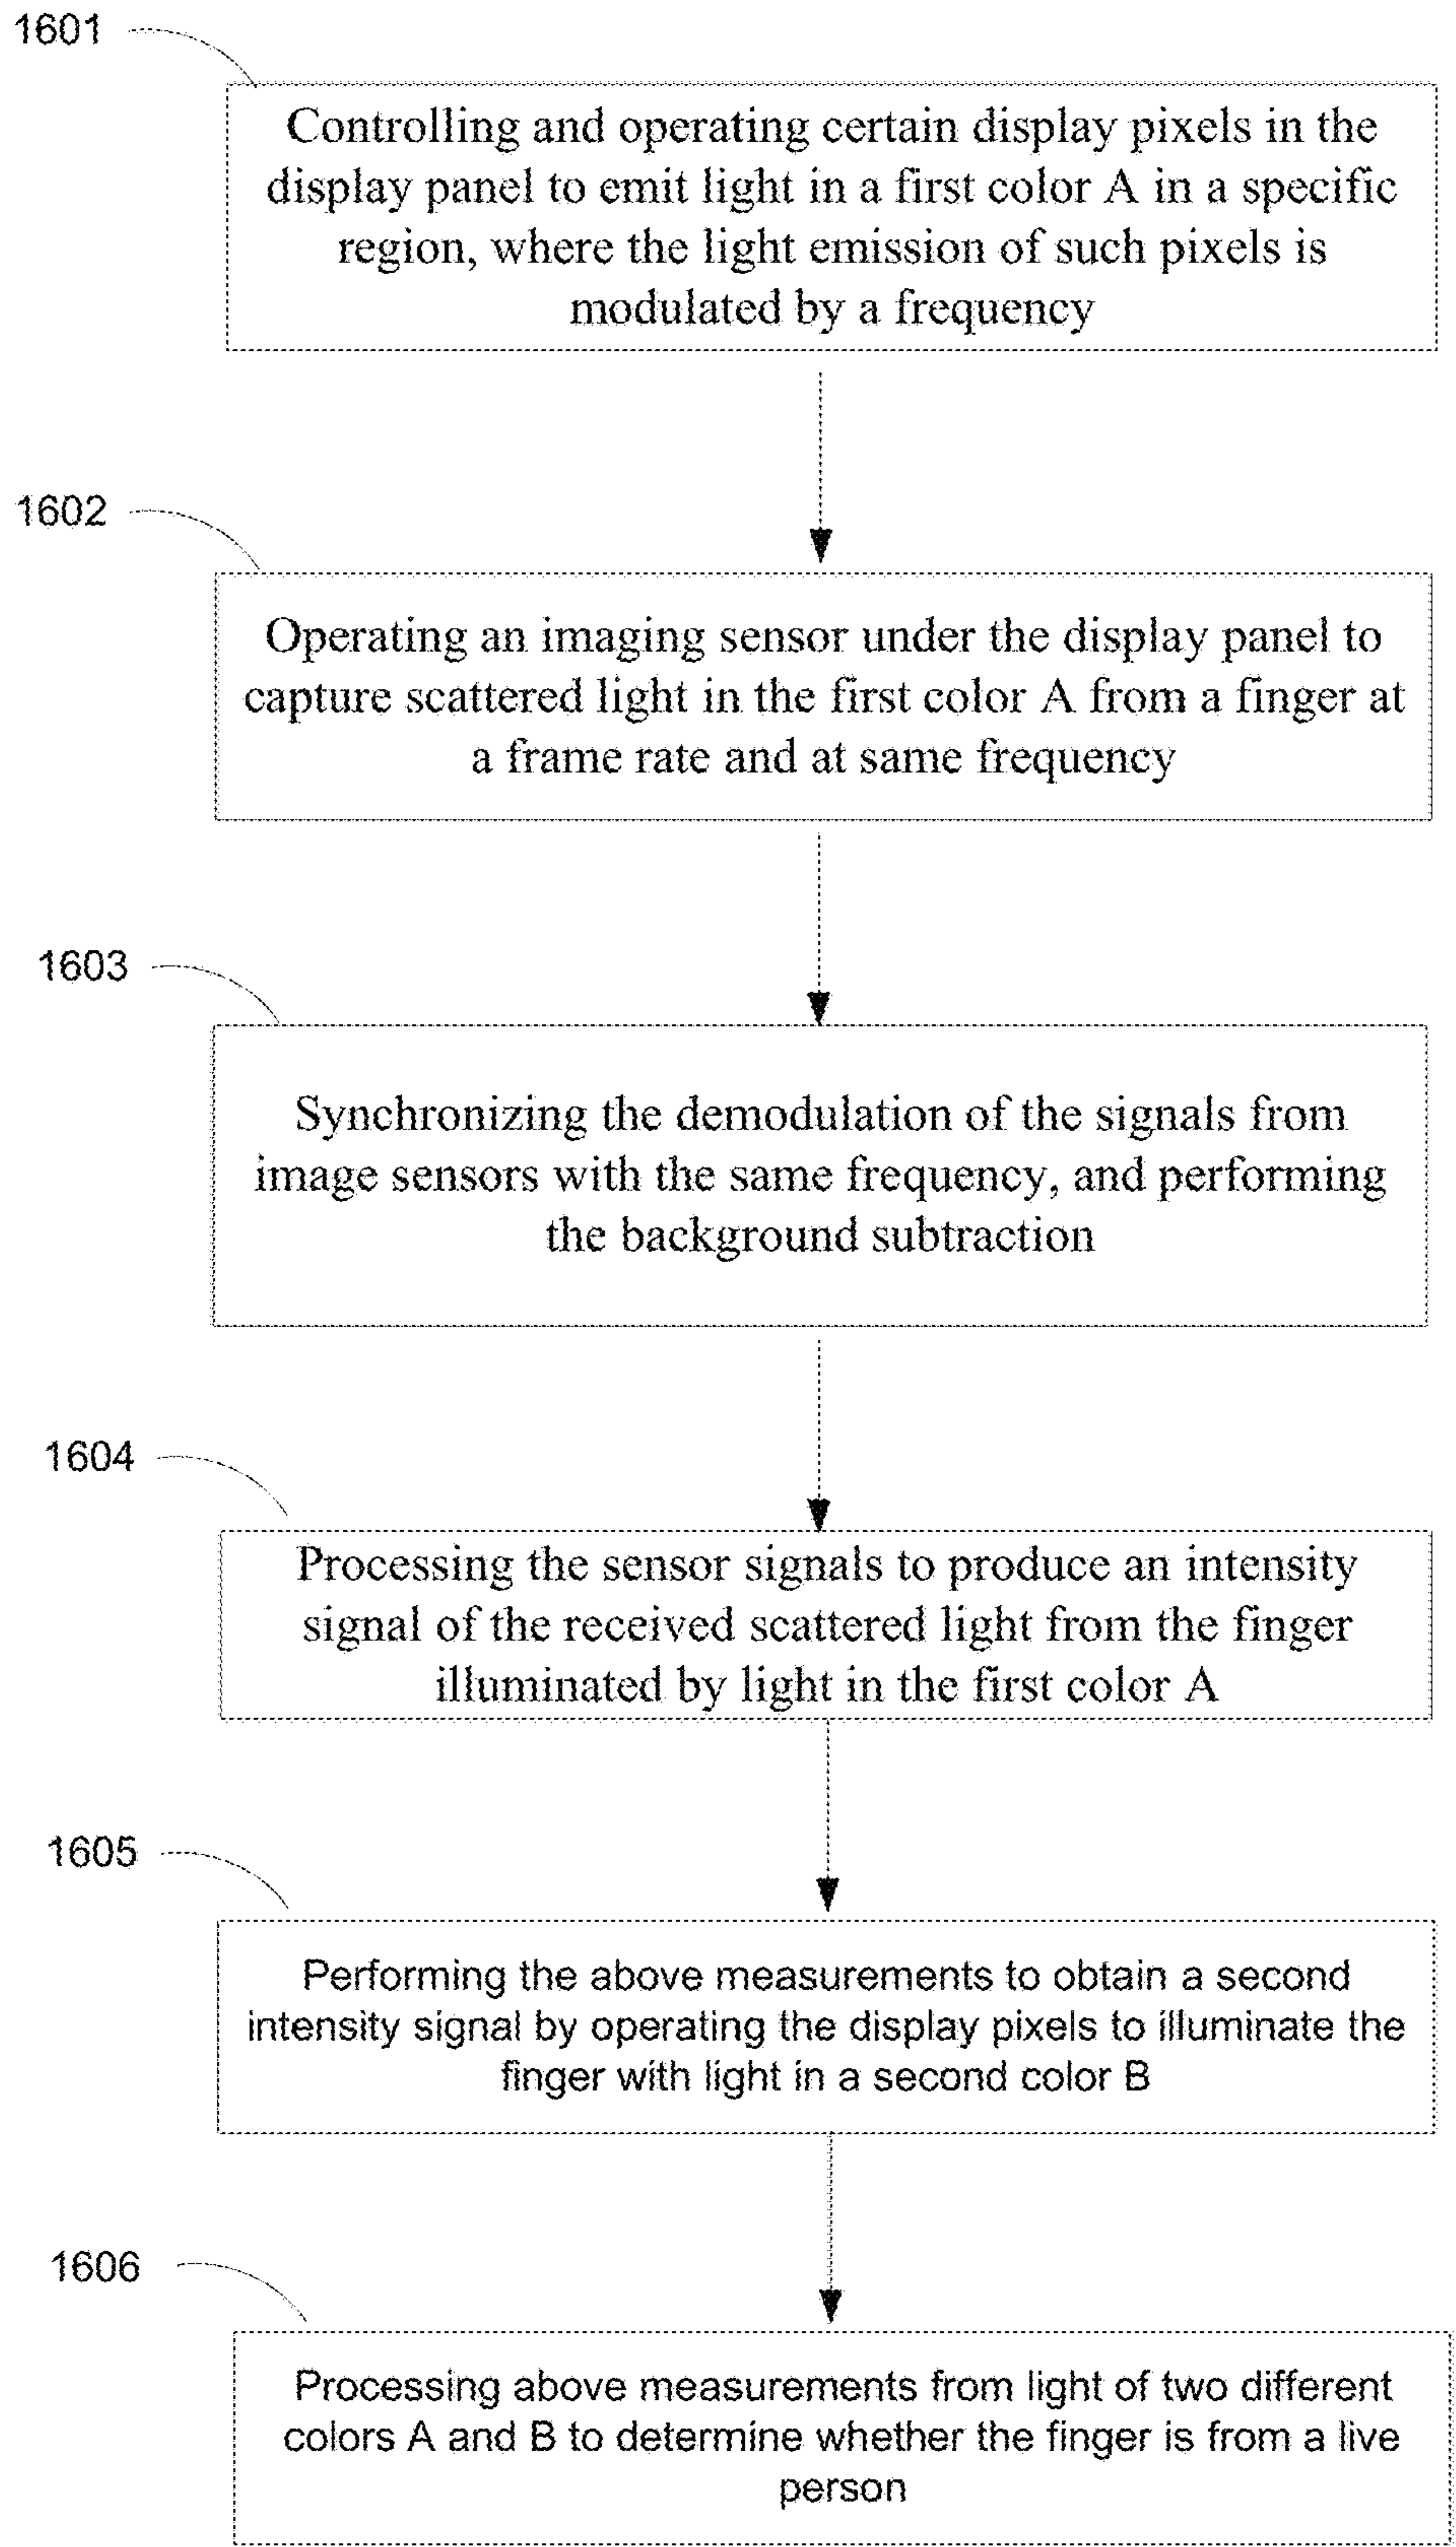 1601
Controlling and operating certain display pixels in the
display panel to emit light in a first color A in a specific
region, where the light emission of such pixels is
modulated by a frequency
1602
Operating an imaging sensor under the display panel to
capture scattered light in the first color A from a finger at
a frame rate and at same frequency
1603
Synchronizing the demodulation of the signals from
image sensors with the same frequency, and performing
the background subtraction
1604
Processing the sensor signals to produce an intensity
signal of the received scattered light from the finger
illuminated by light in the first color A
1605
Performing the above measurements to obtain a second
intensity signal by operating the display pixels to illuminate the
finger with light in a second color B
1606
Processing above measurements from light of two different
colors A and B to determine whether the finger is from a live
person